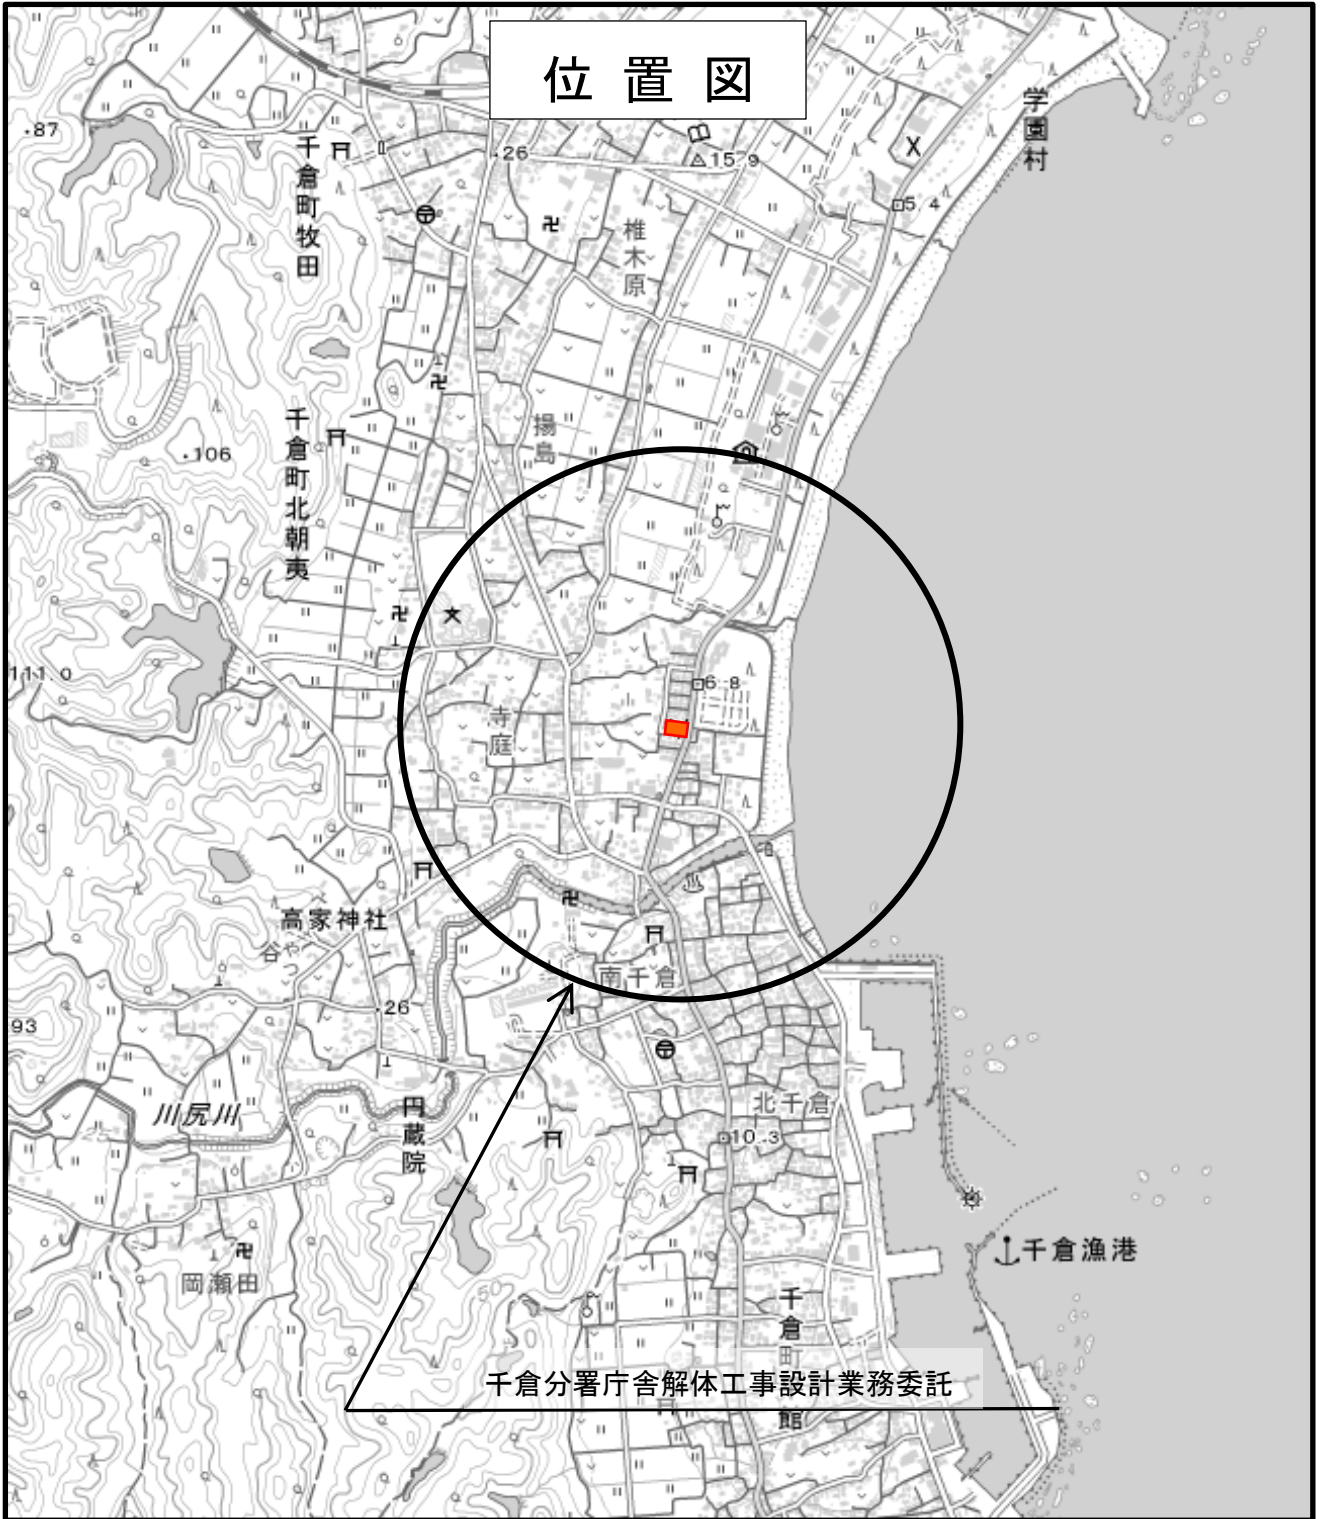 位置図
学園村
・87
千倉町牧田
・26
15.9
5.4
椎木原
揚島
千倉町北朝夷
・106
111.0
6.8
寺庭
高家神社
谷やつ
べ
南千倉
・26
93
川尻川
円蔵院
北千倉
10.3
岡瀬田
50
千倉漁港
千倉町
館
千倉分署庁舎解体工事設計業務委託